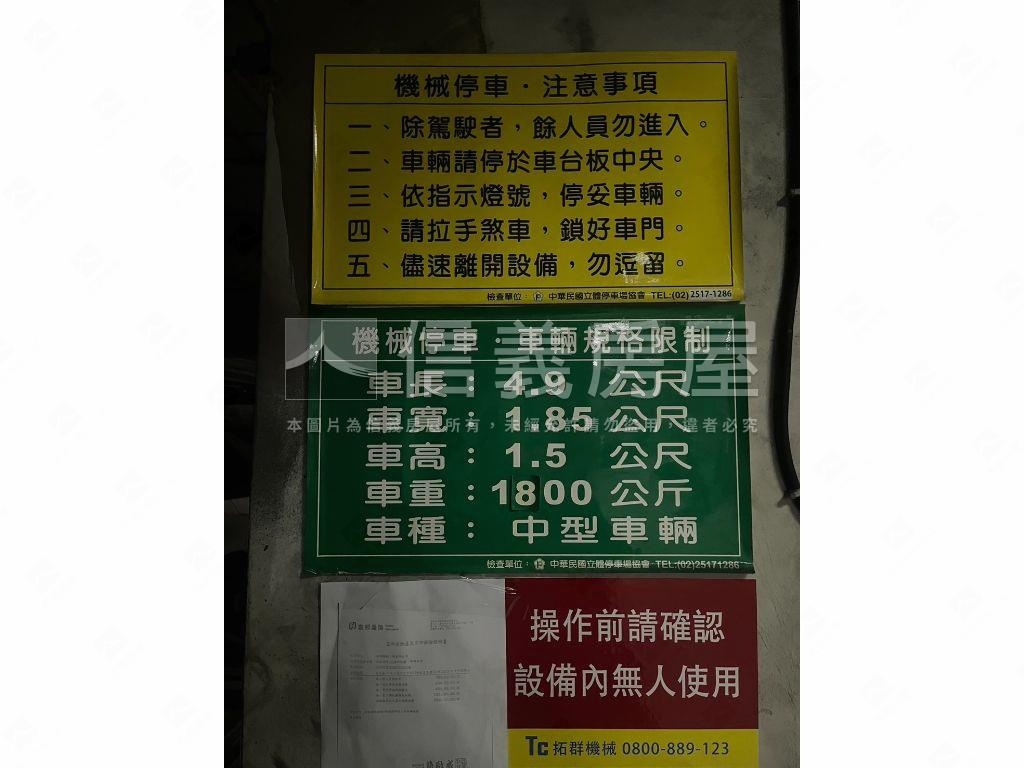 機械停車・注意事項
一、除駕駛者，餘人員勿進入。
二、車輛請停於車台板中央。
三、依指示燈號，停妥車輛。
四、請拉手煞車，鎖好車門。
五、儘速離開設備，勿逗留。
檢查單位： 中華民國立體停車場協會 TEL:(02)2517-1286
機械停車・車輛規格限制
信義房屋
車長：4.9 公尺
車寬：1.85 公尺
本圖片為信義房屋所有，未經允許請勿盜用，違者必究
車高：1.5 公尺
車重：1800 公斤
車種：中型車輛
檢查單位： 中華民國立體停車場協會 TEL:(02)25171286
操作前請確認
設備內無人使用
Tc 拓群機械 0800-889-123